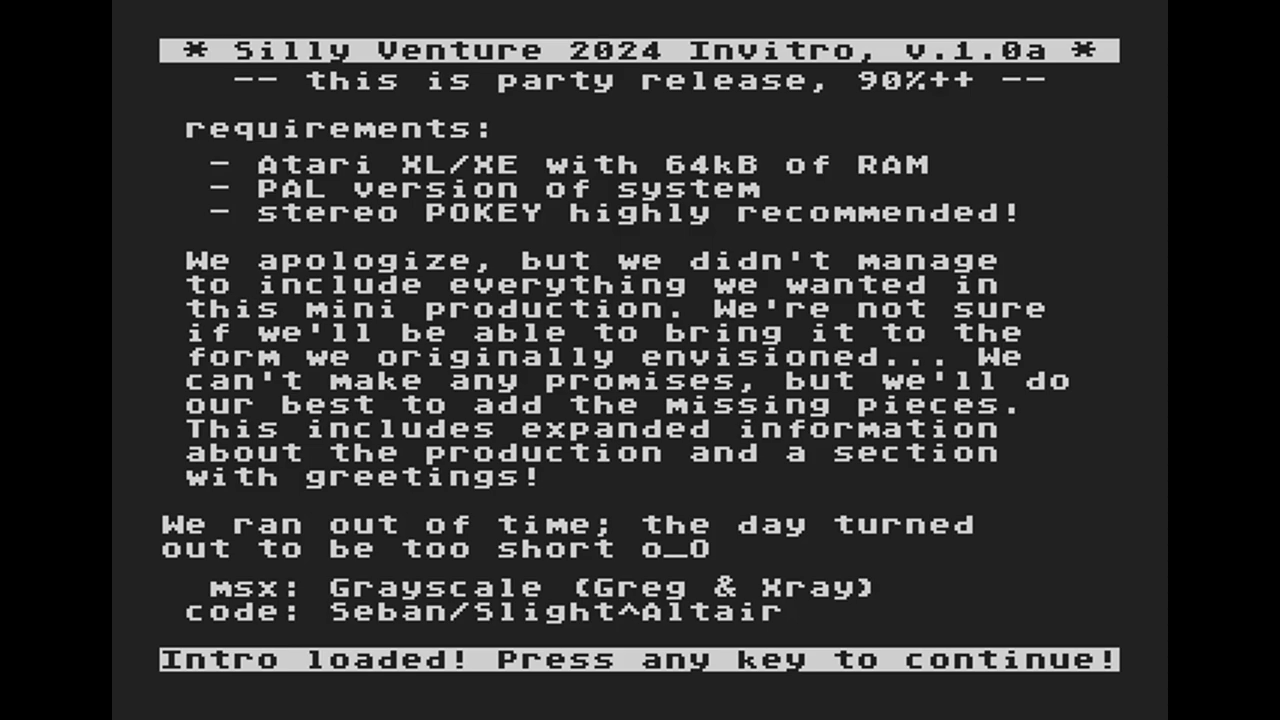 * Silly Venture 2024 Invitro, v.1.0a *
-- this is party release, 90%++ --
requirements:
- Atari XL/XE with 64kB of RAM
- PAL version of system
- stereo POKEY highly recommended!
We apologize, but we didn't manage
to include everything we wanted in
this mini production. We're not sure
if we'll be able to bring it to the
form we originally envisioned... We
can't make any promises, but we'll do
our best to add the missing pieces.
This includes expanded information
about the production and a section
with greetings!
We ran out of time; the day turned
out to be too short o_O
msx: Grayscale (Greg & Xray)
code: Seban/Slight^Altair
Intro loaded! Press any key to continue!